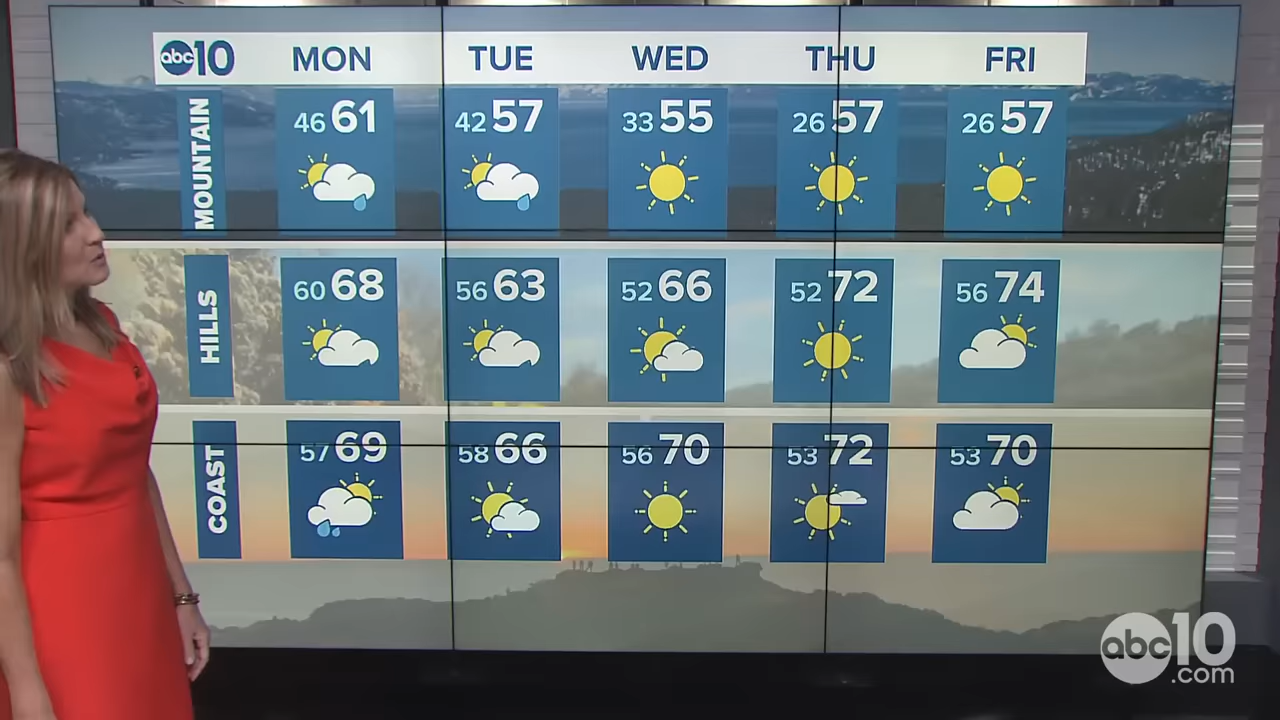 abc10 MON TUE WED THU FRI
MOUNTAIN
46 61 42 57 33 55 26 57 26 57
HILLS
60 68 56 63 52 66 52 72 56 74
COAST
57 69 58 66 56 70 53 72 53 70
abc10
.com